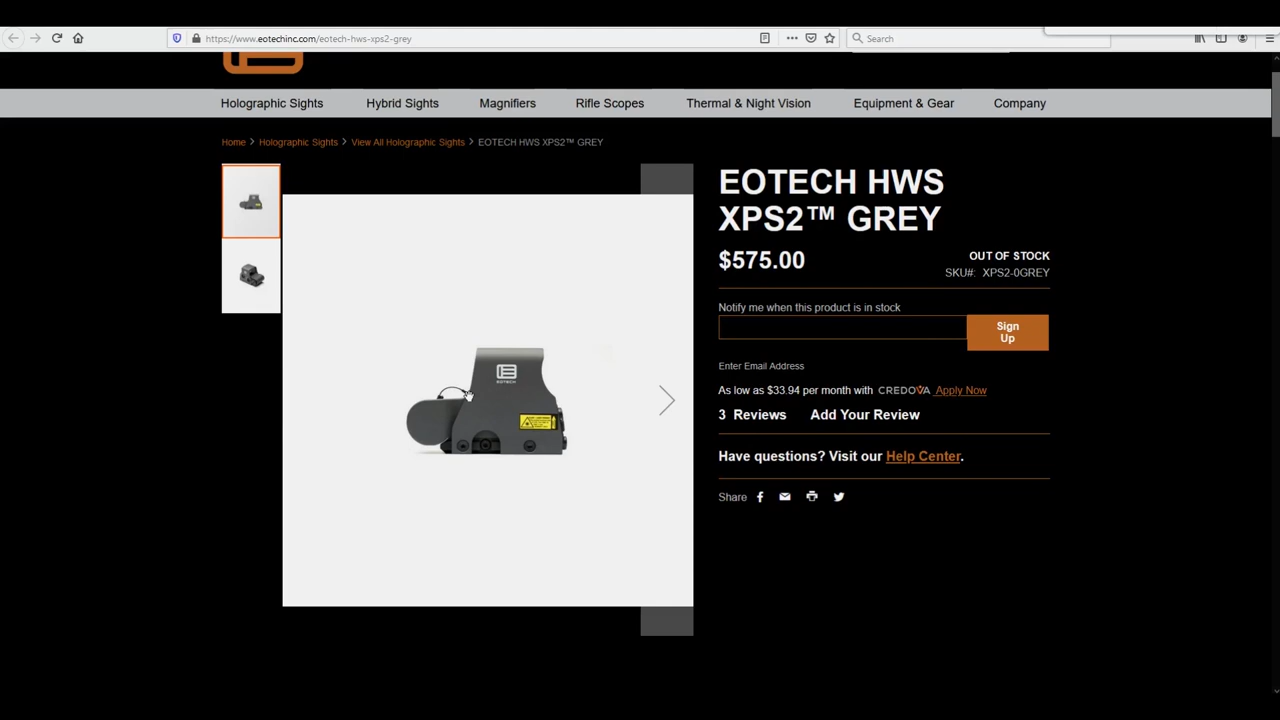 https://www.eotechinc.com/eotech-hws-xps2-grey
Search
Holographic Sights Hybrid Sights Magnifiers Rifle Scopes Thermal & Night Vision Equipment & Gear Company
Home > Holographic Sights > View All Holographic Sights > EOTECH HWS XPS2™ GREY
EOTECH HWS
XPS2™ GREY
$575.00
OUT OF STOCK
SKU#: XPS2-0GREY
Notify me when this product is in stock
Sign
Up
Enter Email Address
As low as $33.94 per month with CREDOVA Apply Now
3 Reviews Add Your Review
Have questions? Visit our Help Center.
Share
EOTECH